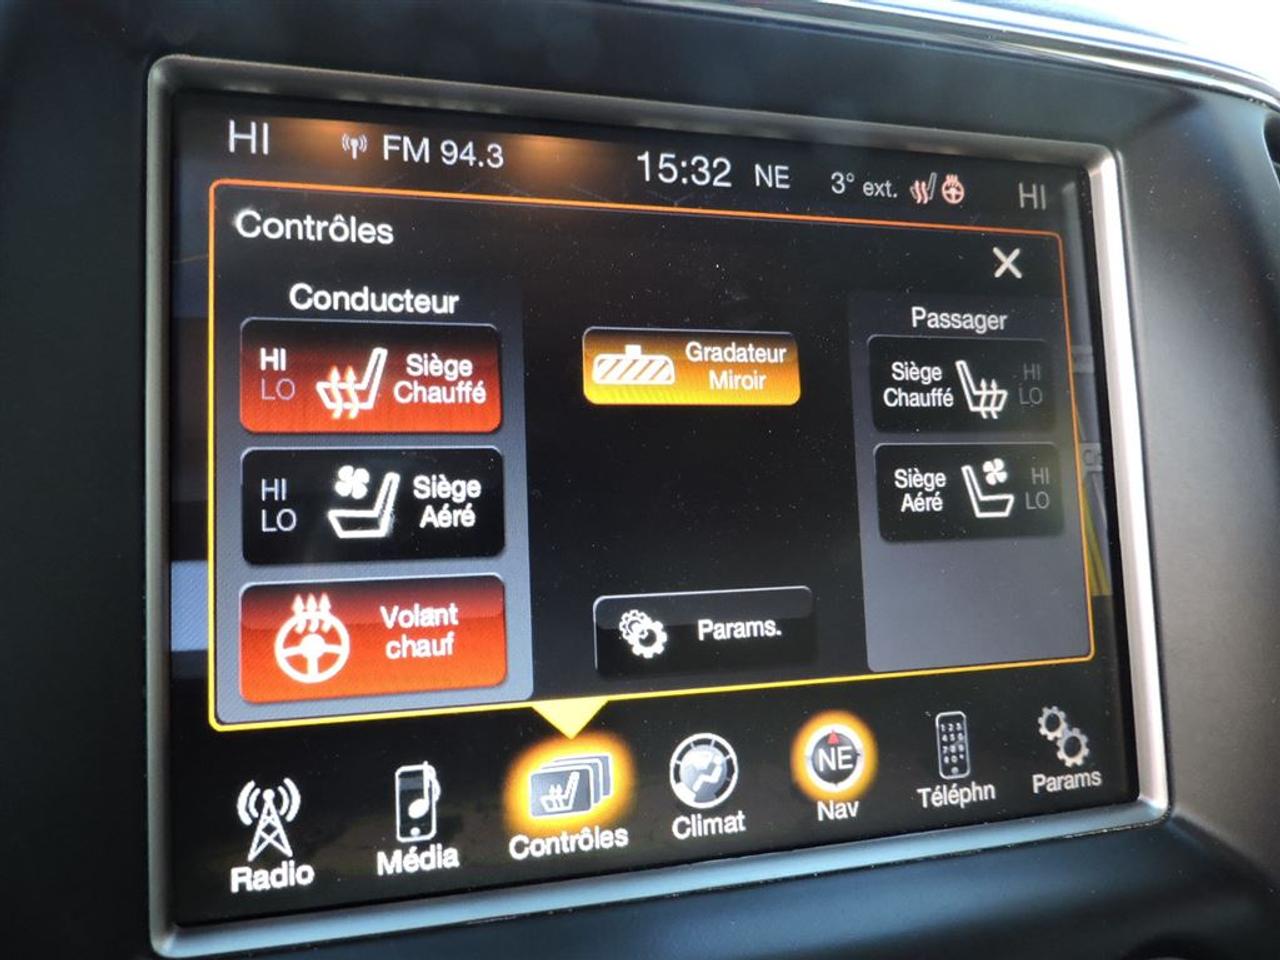 HI FM 94.3 15:32 NE 3° ext. HI
Contrôles
Conducteur
Passager
HI
LO
Siège
Chauffé
Gradateur
Miroir
Siège
Chauffé
HI
LO
HI
LO
Siège
Aéré
Siège
Aéré
HI
LO
Volant
chauf
Params.
NE
Radio
Média
Contrôles
Climat
Nav
Téléphn
Params